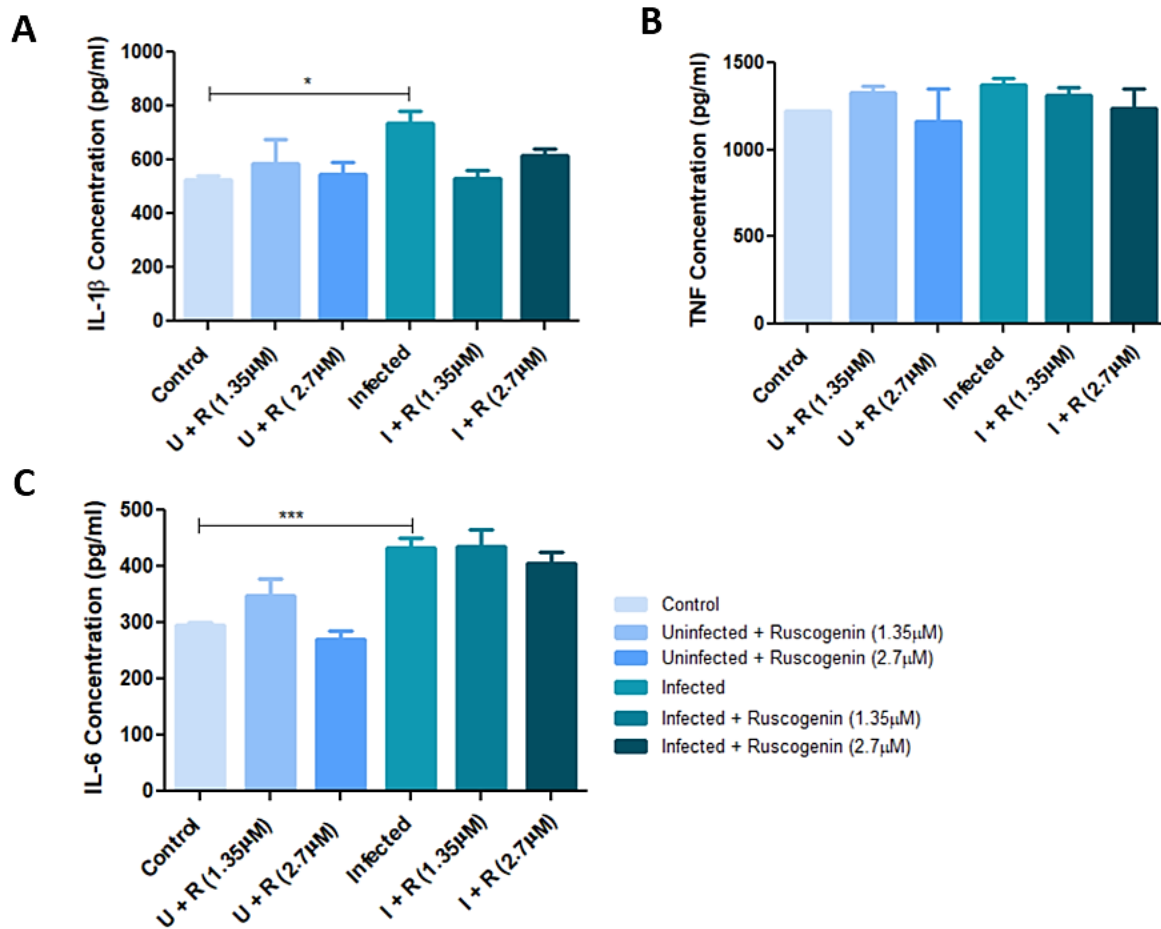 A
IL-1β Concentration (pg/ml)
1000
800
600
400
200
0
*
Control
U + R (1.35µM)
U + R ( 2.7µM)
Infected
I + R (1.35µM)
I + R (2.7µM)
B
TNF Concentration (pg/ml)
1500
1000
500
0
Control
U + R (1.35µM)
U + R (2.7µM)
Infected
I + R (1.35µM)
I + R (2.7µM)
C
IL-6 Concentration (pg/ml)
500
400
300
200
100
0
***
Control
U + R (1.35µM)
U + R (2.7µM)
Infected
I + R (1.35µM)
I + R (2.7µM)
Control
Uninfected + Ruscogenin (1.35µM)
Uninfected + Ruscogenin (2.7µM)
Infected
Infected + Ruscogenin (1.35µM)
Infected + Ruscogenin (2.7µM)